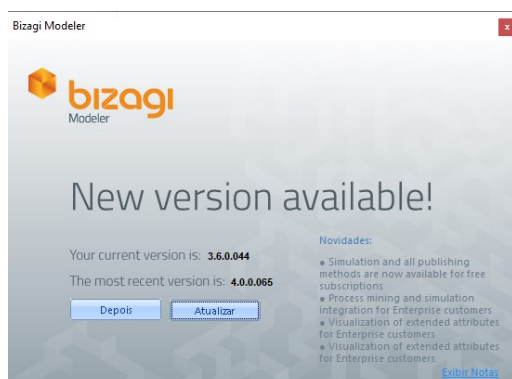 Bizagi Modeler
x
bizagi
Modeler
New version available!
Your current version is: 3.6.0.044
The most recent version is: 4.0.0.065
Depois
Atualizar
Novidades:
● Simulation and all publishing
methods are now available for free
subscriptions
● Process mining and simulation
integration for Enterprise customers
● Visualization of extended attributes
for Enterprise customers
● Visualization of extended attributes
for Enterprise customers
Exibir Notas